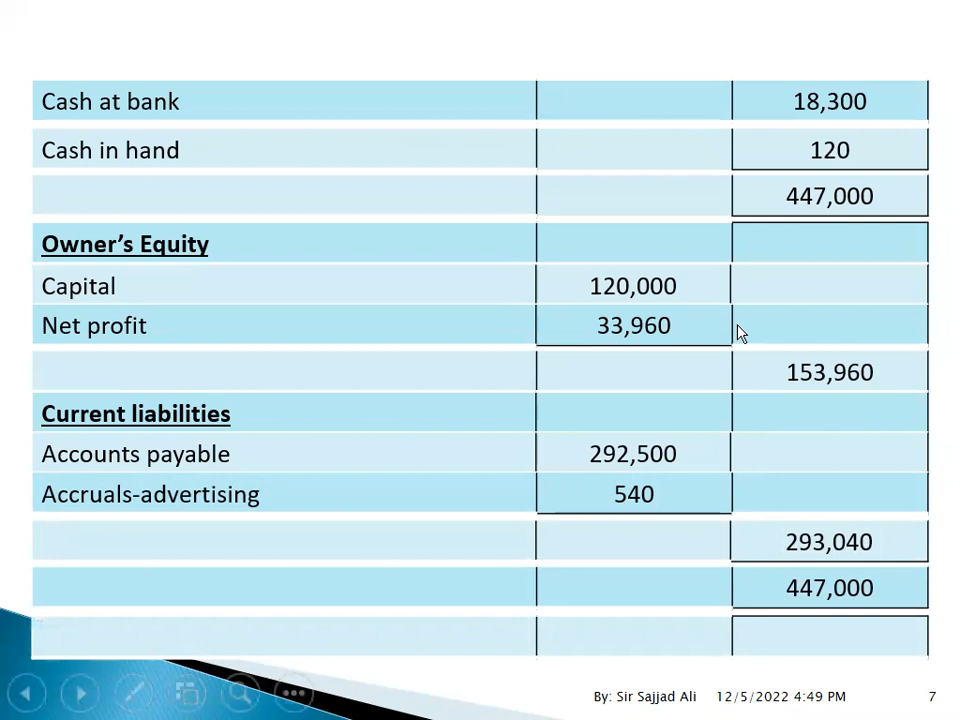 Cash at bank 18,300
Cash in hand 120
447,000
Owner’s Equity
Capital 120,000
Net profit 33,960
153,960
Current liabilities
Accounts payable 292,500
Accruals-advertising 540
293,040
447,000
By: Sir Sajjad Ali 12/5/2022 4:49 PM 7